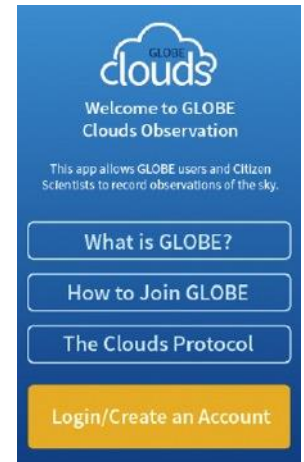 GLOBE
clouds
Welcome to GLOBE
Clouds Observation
This app allows GLOBE users and Citizen
Scientists to record observations of the sky.
What is GLOBE?
How to Join GLOBE
The Clouds Protocol
Login/Create an Account